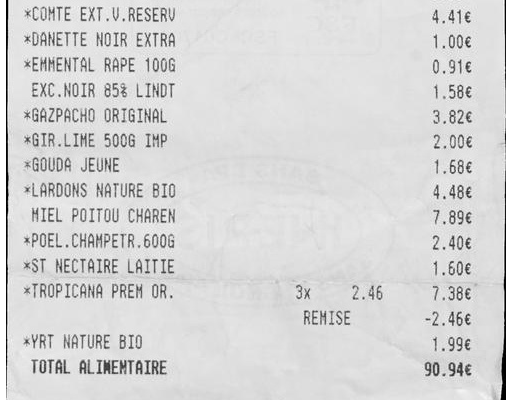 *COMTE EXT.V.RESERV 4.41€
*DANETTE NOIR EXTRA 1.00€
*EMMENTAL RAPE 100G 0.91€
EXC.NOIR 85% LINDT 1.58€
*GAZPACHO ORIGINAL 3.82€
*GIR.LIME 500G IMP 2.00€
*GOUDA JEUNE 1.68€
*LARDONS NATURE BIO 4.48€
MIEL POITOU CHAREN 7.89€
*POEL.CHAMPETR.600G 2.40€
*ST NECTAIRE LAITIE 1.60€
*TROPICANA PREM OR. 3x 2.46 7.38€
REMISE -2.46€
*YRT NATURE BIO 1.99€
TOTAL ALIMENTAIRE 90.94€